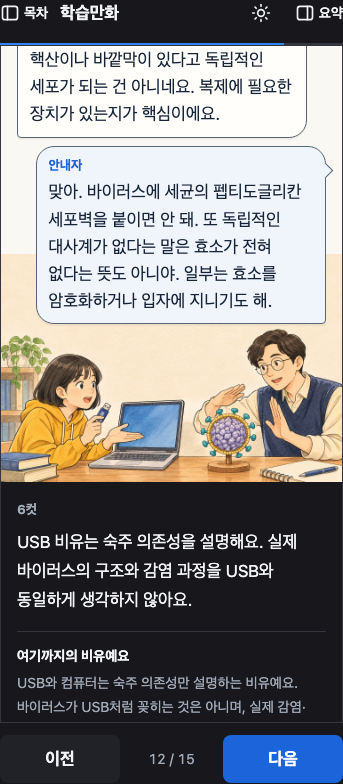 목차 학습만화 요약
핵산이나 바깥막이 있다고 독립적인
세포가 되는 건 아니네요. 복제에 필요한
장치가 있는지가 핵심이에요.
안내자
맞아. 바이러스에 세균의 펩티도글리칸
세포벽을 붙이면 안 돼. 또 독립적인
대사계가 없다는 말은 효소가 전혀
없다는 뜻도 아니야. 일부는 효소를
암호화하거나 입자에 지니기도 해.
6컷
USB 비유는 숙주 의존성을 설명해요. 실제
바이러스의 구조와 감염 과정을 USB와
동일하게 생각하지 않아요.
여기까지의 비유예요
USB와 컴퓨터는 숙주 의존성만 설명하는 비유예요.
바이러스가 USB처럼 꽂히는 것은 아니며, 실제 감염·
이전 12 / 15 다음